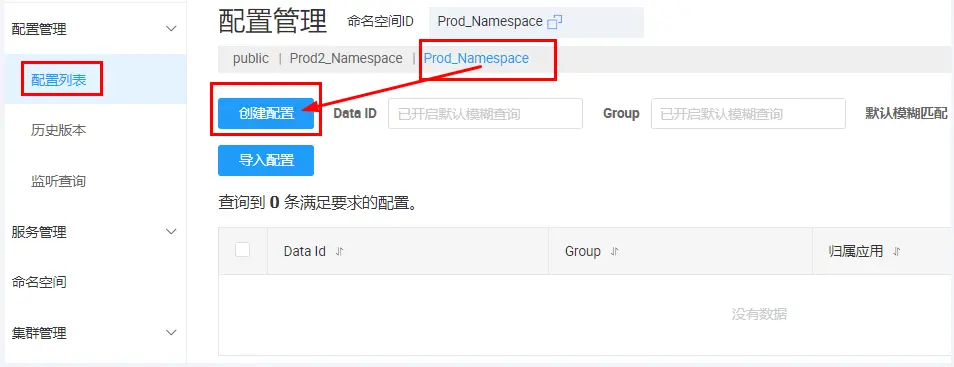 配置管理
配置列表
历史版本
监听查询
服务管理
命名空间
集群管理
配置管理 命名空间ID Prod_Namespace
public | Prod2_Namespace | Prod_Namespace
创建配置 Data ID 已开启默认模糊查询 Group 已开启默认模糊查询 默认模糊匹配
导入配置
查询到 0 条满足要求的配置。
Data Id Group 归属应用
没有数据